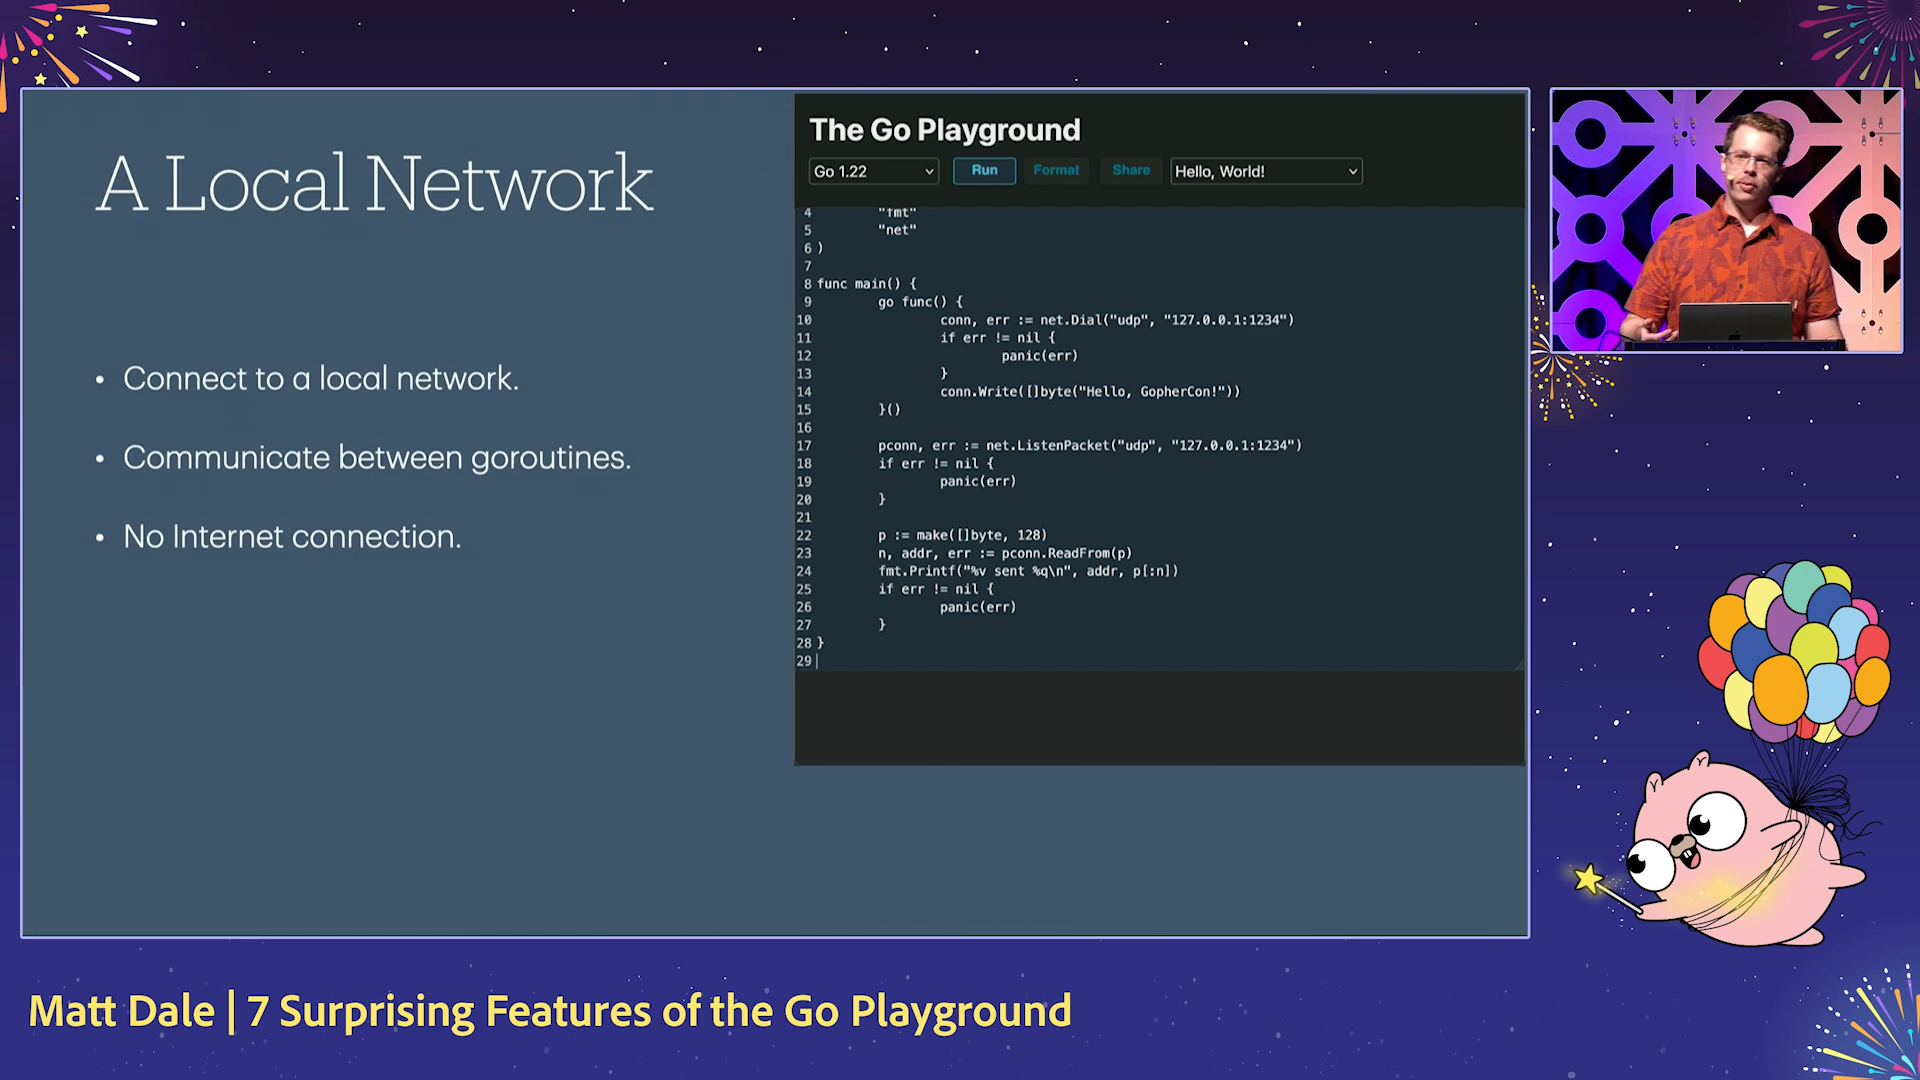 A Local Network
• Connect to a local network.
• Communicate between goroutines.
• No Internet connection.
The Go Playground
Go 1.22 Run Format Share Hello, World!
4 "fmt"
5 "net"
6 )
7
8 func main() {
9 go func() {
10 conn, err := net.Dial("udp", "127.0.0.1:1234")
11 if err != nil {
12 panic(err)
13 }
14 conn.Write([]byte("Hello, GopherCon!"))
15 }()
16
17 pconn, err := net.ListenPacket("udp", "127.0.0.1:1234")
18 if err != nil {
19 panic(err)
20 }
21
22 p := make([]byte, 128)
23 n, addr, err := pconn.ReadFrom(p)
24 fmt.Printf("%v sent %q\n", addr, p[:n])
25 if err != nil {
26 panic(err)
27 }
28 }
29
Matt Dale | 7 Surprising Features of the Go Playground